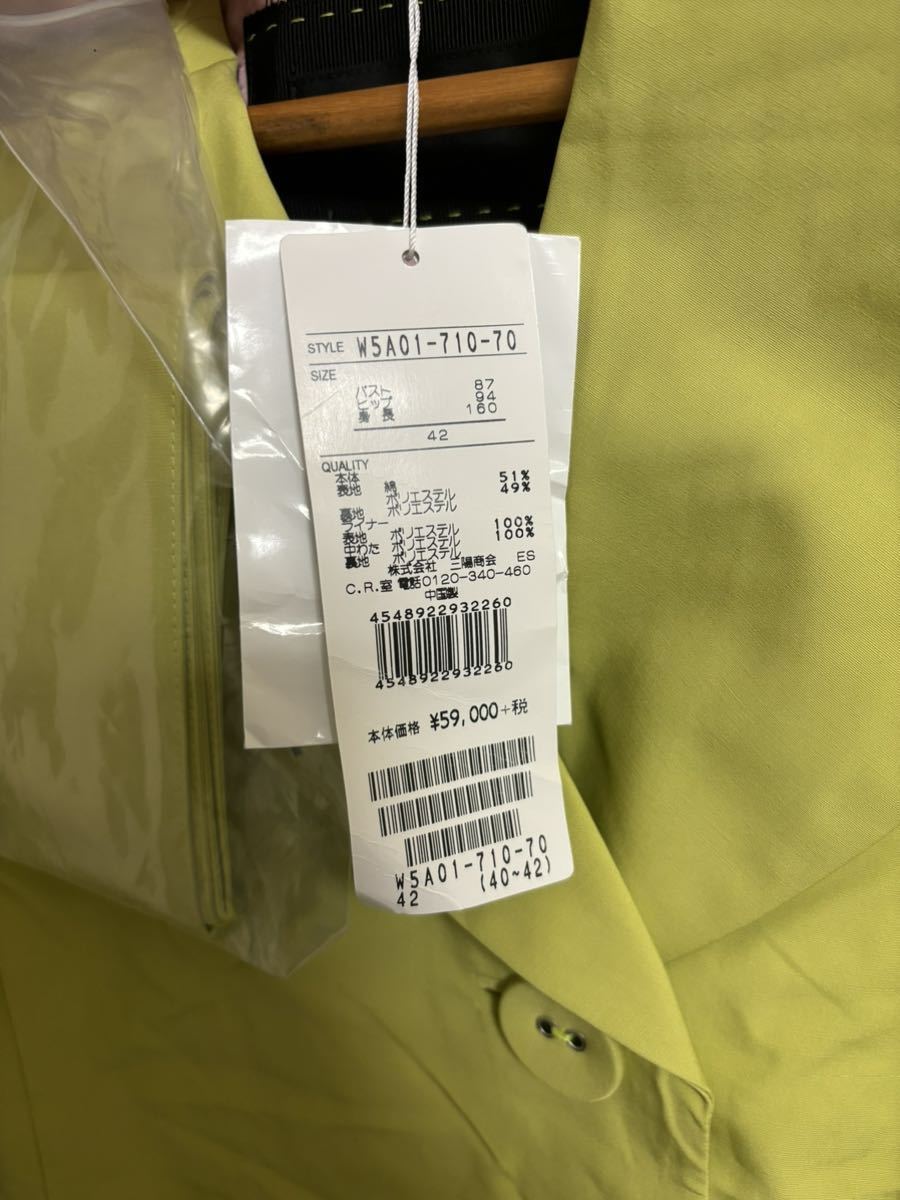 STYLE W5A01-710-70
SIZE
バスト 87
ヒップ 94
身長 160
42
QUALITY
本体
表地 綿 51%
ポリエステル 49%
裏地 ポリエステル
ライナー
表地 ポリエステル 100%
中わた ポリエステル 100%
裏地 ポリエステル
株式会社 三陽商会 ES
C.R.室 電話0120-340-460
中国製
4548922932260
4548922932260
本体価格 ¥59,000+税
W5A01-710-70
42 (40~42)